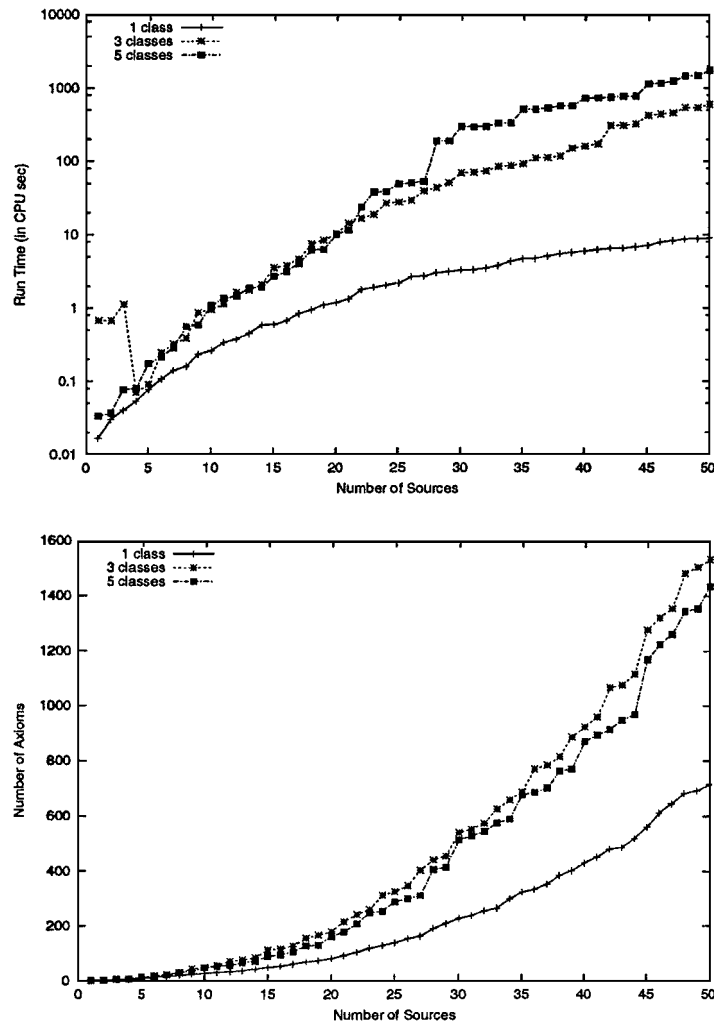 1 class
3 classes
5 classes
10000
1000
100
10
1
0.1
0.01
Run Time (in CPU sec)
0 5 10 15 20 25 30 35 40 45 50
Number of Sources
1 class
3 classes
5 classes
1600
1400
1200
1000
800
600
400
200
0
Number of Axioms
0 5 10 15 20 25 30 35 40 45 50
Number of Sources